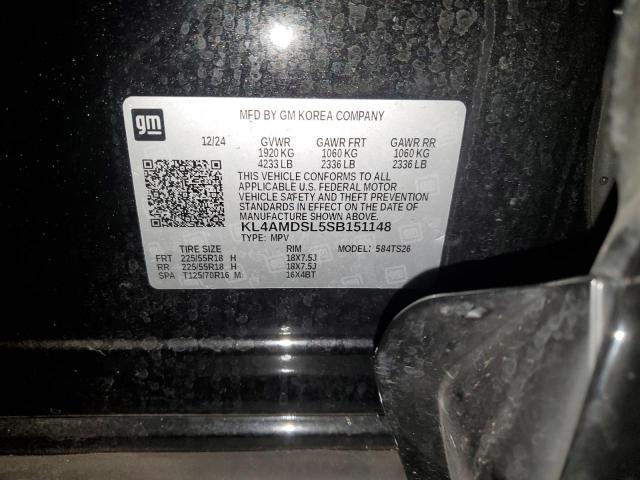 gm
MFD BY GM KOREA COMPANY
12/24 GVWR GAWR FRT GAWR RR
1920 KG 1060 KG 1060 KG
4233 LB 2336 LB 2336 LB
THIS VEHICLE CONFORMS TO ALL
APPLICABLE U.S. FEDERAL MOTOR
VEHICLE SAFETY AND THEFT PREVENTION
STANDARDS IN EFFECT ON THE DATE OF
MANUFACTURE SHOWN ABOVE.
KL4AMDSL5SB151148
TYPE: MPV MODEL: 584TS26
TIRE SIZE RIM
FRT 225/55R18 H 18X7.5J
RR 225/55R18 H 18X7.5J
SPA T125/70R16 M 16X4BT